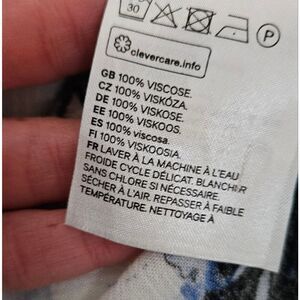 30
P
clevercare.info
GB 100% VISCOSE.
CZ 100% VISKÓZA.
DE 100% VISKOSE.
EE 100% VISKOOS.
ES 100% viscosa.
FI 100% VISKOOSIA.
FR LAVER À LA MACHINE À L'EAU
FROIDE CYCLE DÉLICAT. BLANCHIR
SANS CHLORE SI NÉCESSAIRE.
SÉCHER À L'AIR. REPASSER À FAIBLE
TEMPÉRATURE. NETTOYAGE À